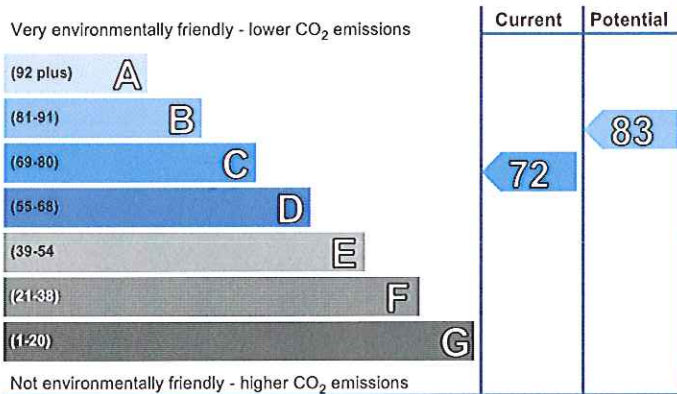 Current Potential
Very environmentally friendly - lower CO₂ emissions
(92 plus) A
(81-91) B
83
(69-80) C
72
(55-68) D
(39-54 E
(21-38) F
(1-20) G
Not environmentally friendly - higher CO₂ emissions